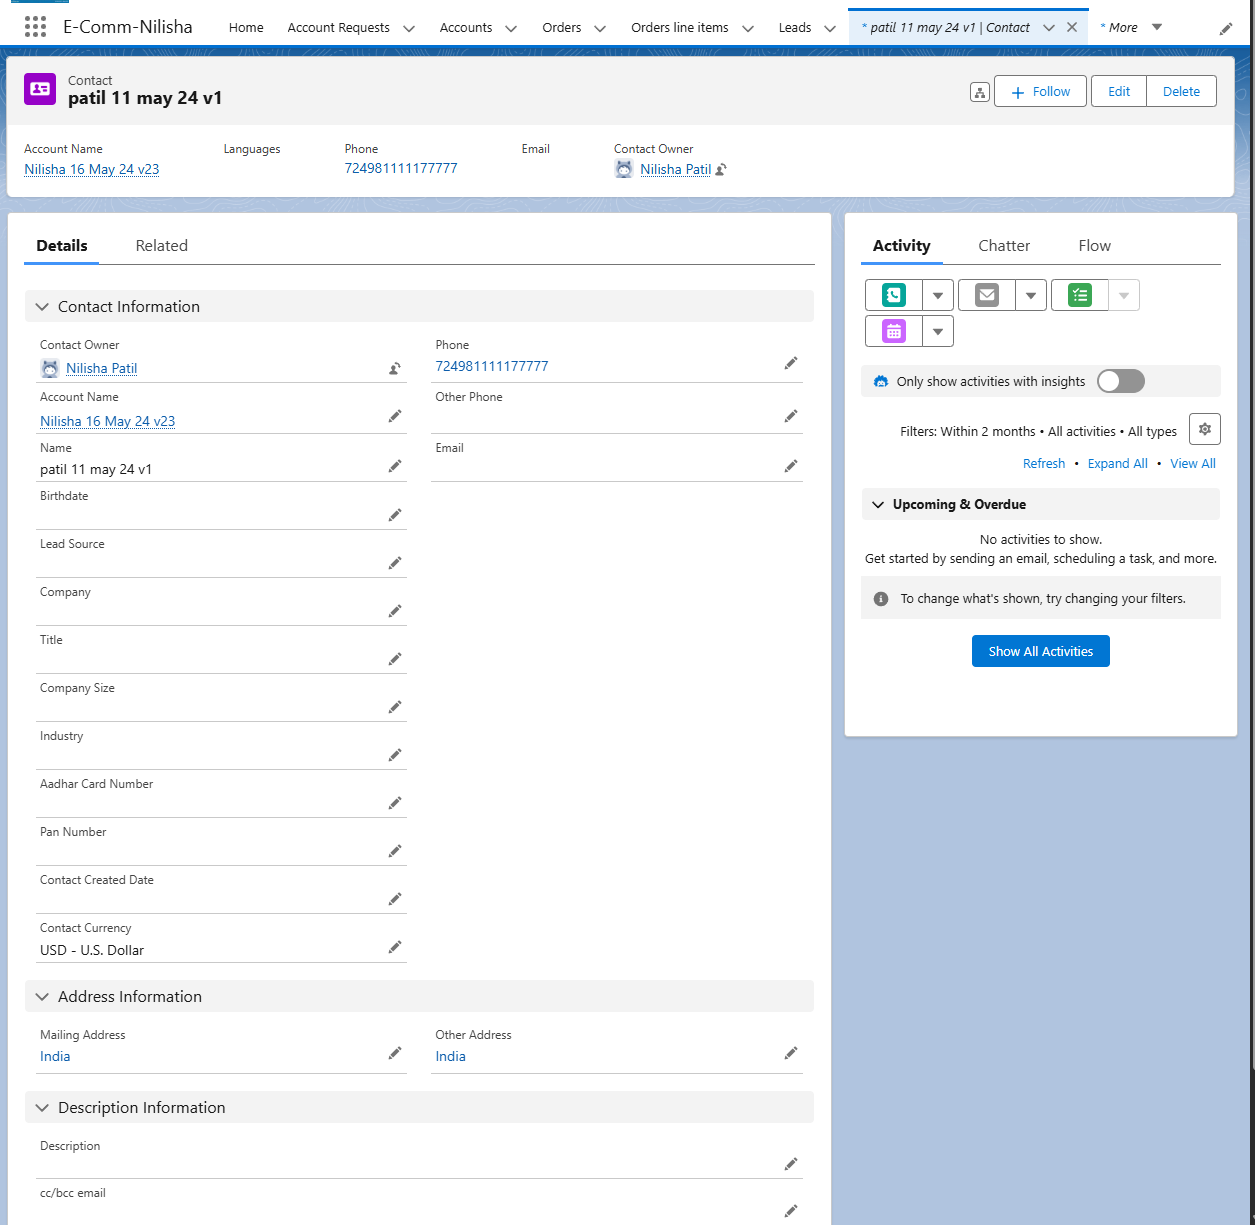 E-Comm-Nilisha
Home Account Requests Accounts Orders Orders line items Leads * patil 11 may 24 v1 | Contact * More
Contact
patil 11 may 24 v1
Follow Edit Delete
Account Name Languages Phone Email Contact Owner
Nilisha 16 May 24 v23 724981111177777 Nilisha Patil
Details Related
Contact Information
Contact Owner
Nilisha Patil
Phone
724981111177777
Account Name
Nilisha 16 May 24 v23
Other Phone
Name
patil 11 may 24 v1
Email
Birthdate
Lead Source
Company
Title
Company Size
Industry
Aadhar Card Number
Pan Number
Contact Created Date
Contact Currency
USD - U.S. Dollar
Address Information
Mailing Address
India
Other Address
India
Description Information
Description
cc/bcc email
Activity Chatter Flow
Only show activities with insights
Filters: Within 2 months • All activities • All types
Refresh • Expand All • View All
Upcoming & Overdue
No activities to show.
Get started by sending an email, scheduling a task, and more.
To change what's shown, try changing your filters.
Show All Activities